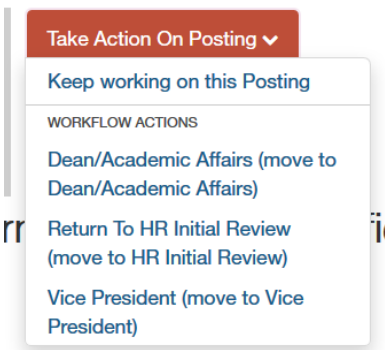 Take Action On Posting
Keep working on this Posting
WORKFLOW ACTIONS
Dean/Academic Affairs (move to
Dean/Academic Affairs)
Return To HR Initial Review
(move to HR Initial Review)
Vice President (move to Vice
President)